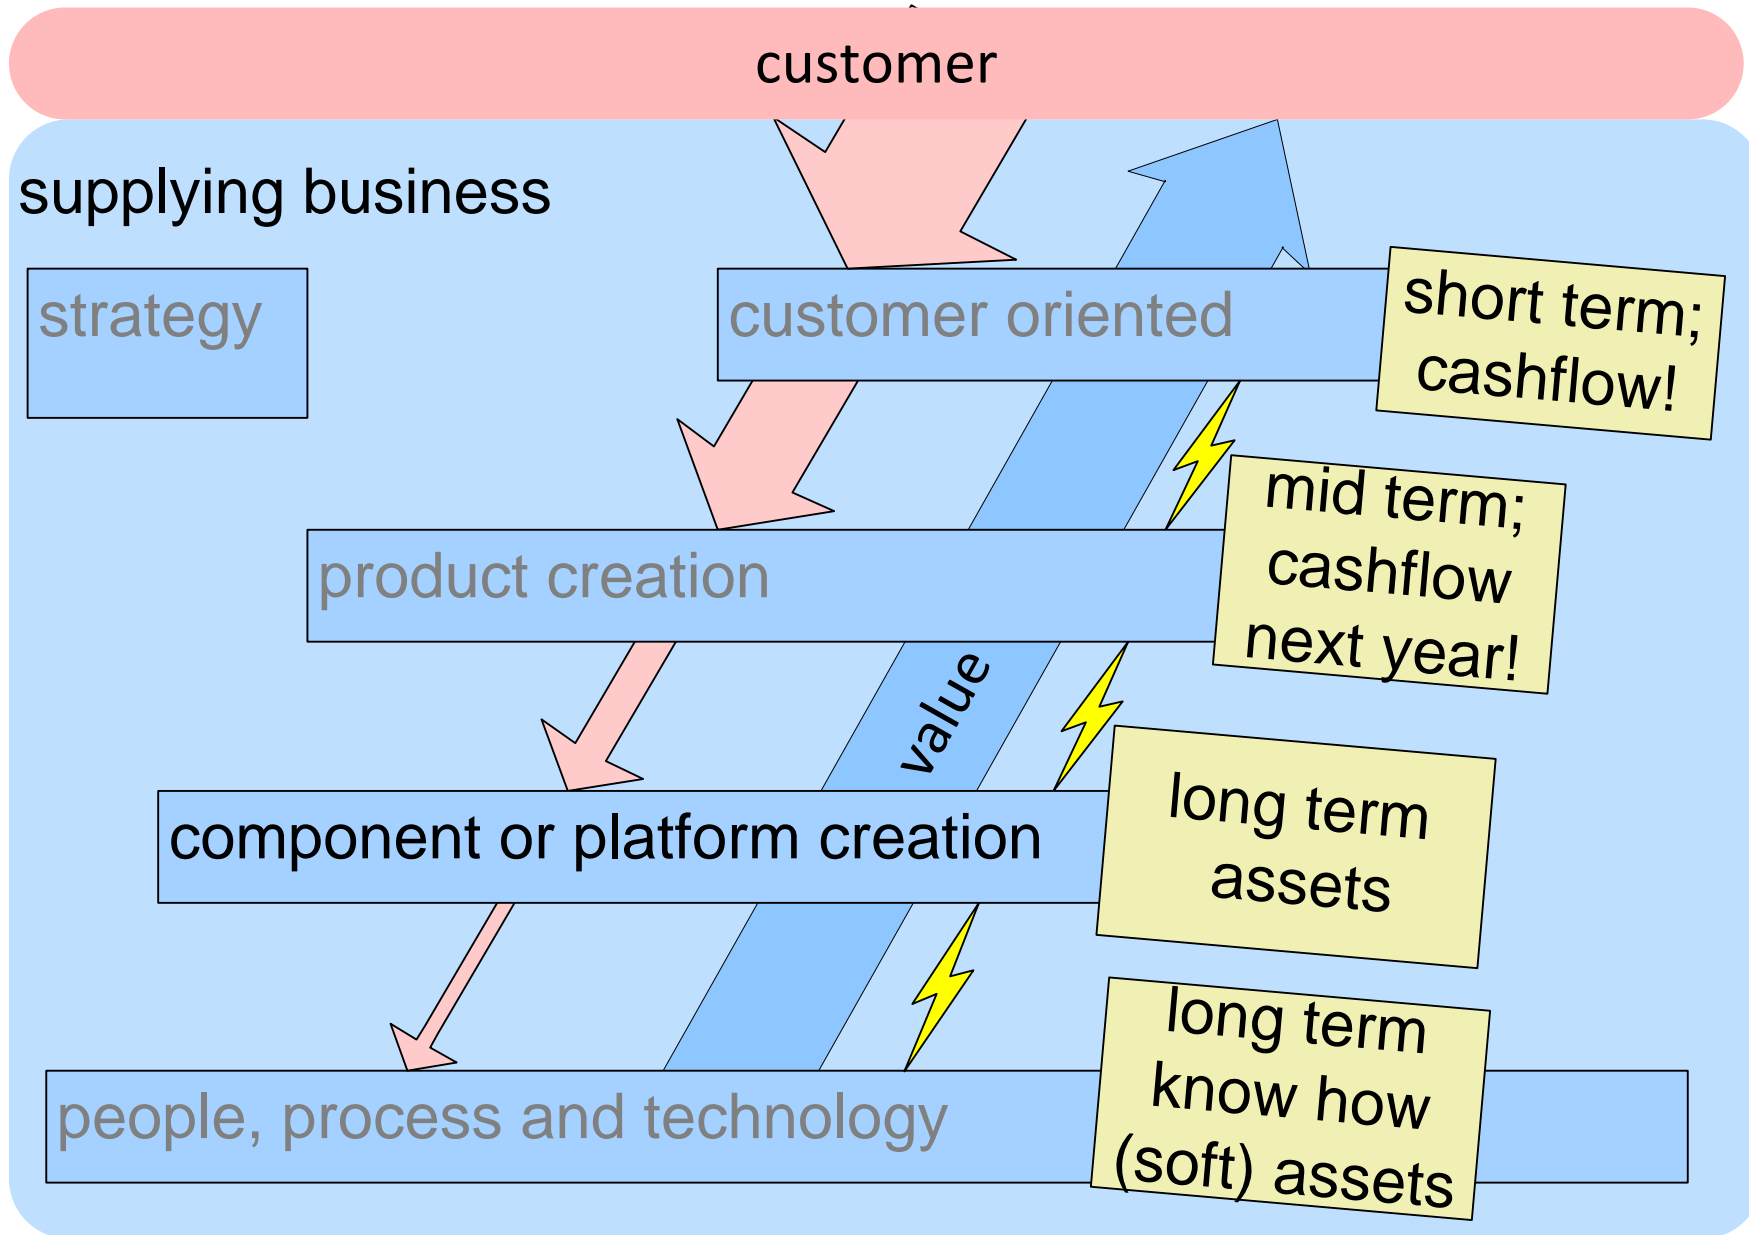 customer
supplying business
strategy
customer oriented
short term;
cashflow!
product creation
mid term;
cashflow
next year!
value
component or platform creation
long term
assets
people, process and technology
long term
know how
(soft) assets